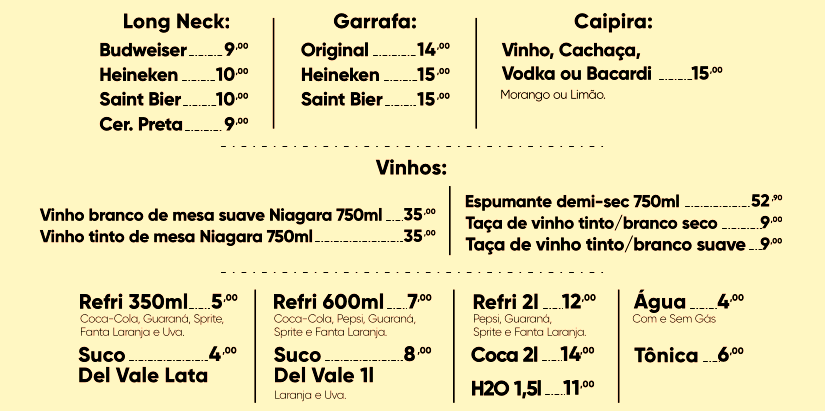 Long Neck:
Budweiser 9,00
Heineken 10,00
Saint Bier 10,00
Cer. Preta 9,00
Garrafa:
Original 14,00
Heineken 15,00
Saint Bier 15,00
Caipira:
Vinho, Cachaça,
Vodka ou Bacardi 15,00
Morango ou Limão.
Vinhos:
Vinho branco de mesa suave Niagara 750ml 35,00
Vinho tinto de mesa Niagara 750ml 35,00
Espumante demi-sec 750ml 52,90
Taça de vinho tinto/branco seco 9,00
Taça de vinho tinto/branco suave 9,00
Refri 350ml 5,00
Coca-Cola, Guaraná, Sprite,
Fanta Laranja e Uva.
Suco 4,00
Del Vale Lata
Refri 600ml 7,00
Coca-Cola, Pepsi, Guaraná,
Sprite e Fanta Laranja.
Suco 8,00
Del Vale 1l
Laranja e Uva.
Refri 2l 12,00
Pepsi, Guaraná,
Sprite e Fanta Laranja.
Coca 2l 14,00
H2O 1,5l 11,00
Água 4,00
Com e Sem Gás
Tônica 6,00